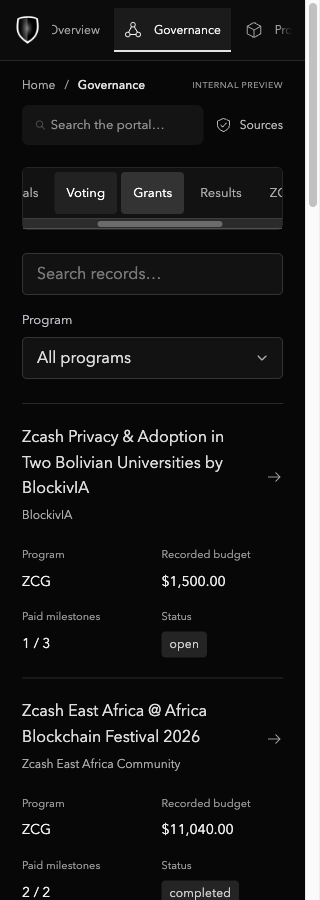 Overview Governance
Home / Governance INTERNAL PREVIEW
Search the portal… Sources
Voting Grants Results
Search records…
Program
All programs
Zcash Privacy & Adoption in
Two Bolivian Universities by
BlockivIA
BlockivIA
Program Recorded budget
ZCG $1,500.00
Paid milestones Status
1 / 3 open
Zcash East Africa @ Africa
Blockchain Festival 2026
Zcash East Africa Community
Program Recorded budget
ZCG $11,040.00
Paid milestones Status
2 / 2 completed